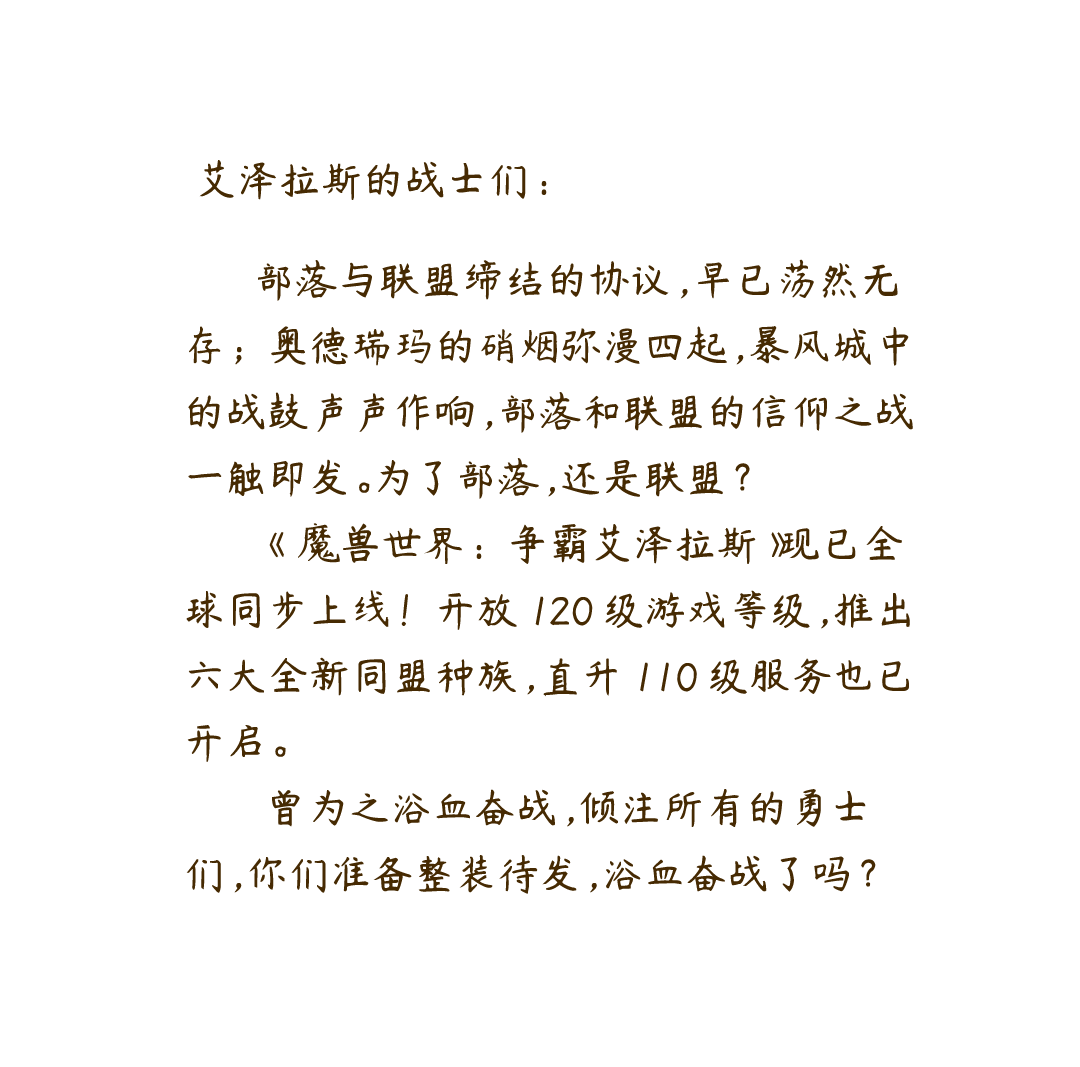 艾泽拉斯的战士们：
部落与联盟缔结的协议,早已荡然无
存；奥德瑞玛的硝烟弥漫四起,暴风城中
的战鼓声声作响,部落和联盟的信仰之战
一触即发。为了部落,还是联盟？
《魔兽世界：争霸艾泽拉斯》现已全
球同步上线！开放 120 级游戏等级,推出
六大全新同盟种族,直升 110 级服务也已
开启。
曾为之浴血奋战,倾注所有的勇士
们,你们准备整装待发,浴血奋战了吗？